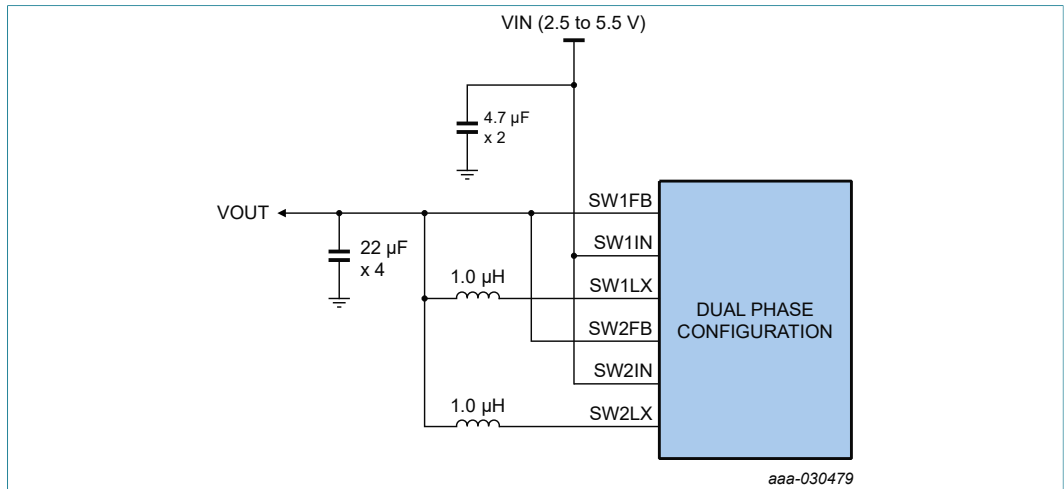 VIN (2.5 to 5.5 V)
4.7 µF
x 2
SW1FB
VOUT
SW1IN
22 µF
x 4
1.0 µH
SW1LX
DUAL PHASE
CONFIGURATION
SW2FB
SW2IN
1.0 µH
SW2LX
aaa-030479